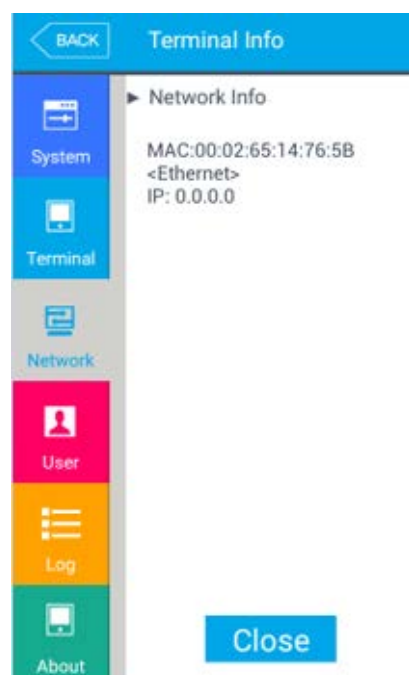 BACK
Terminal Info
System
Terminal
Network
User
Log
About
► Network Info
MAC:00:02:65:14:76:5B
<Ethernet>
IP: 0.0.0.0
Close